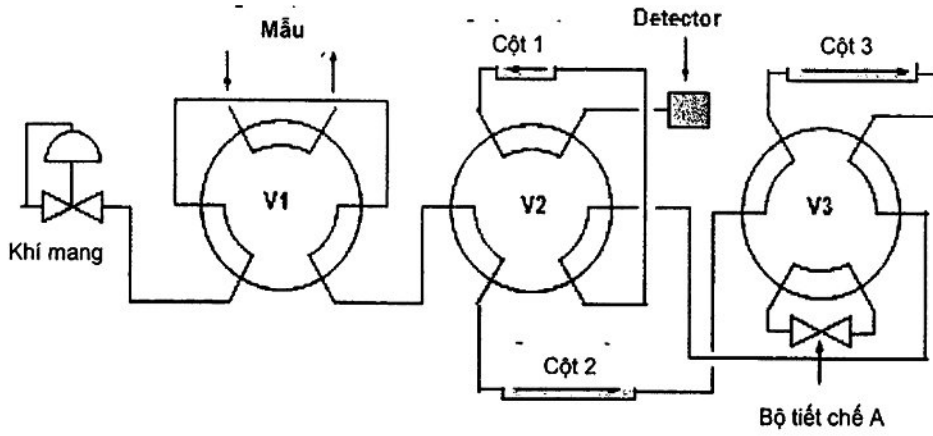 Mẫu
Detector
Cột 1
Cột 3
V1
V2
V3
Khí mang
Cột 2
Bộ tiết chế A